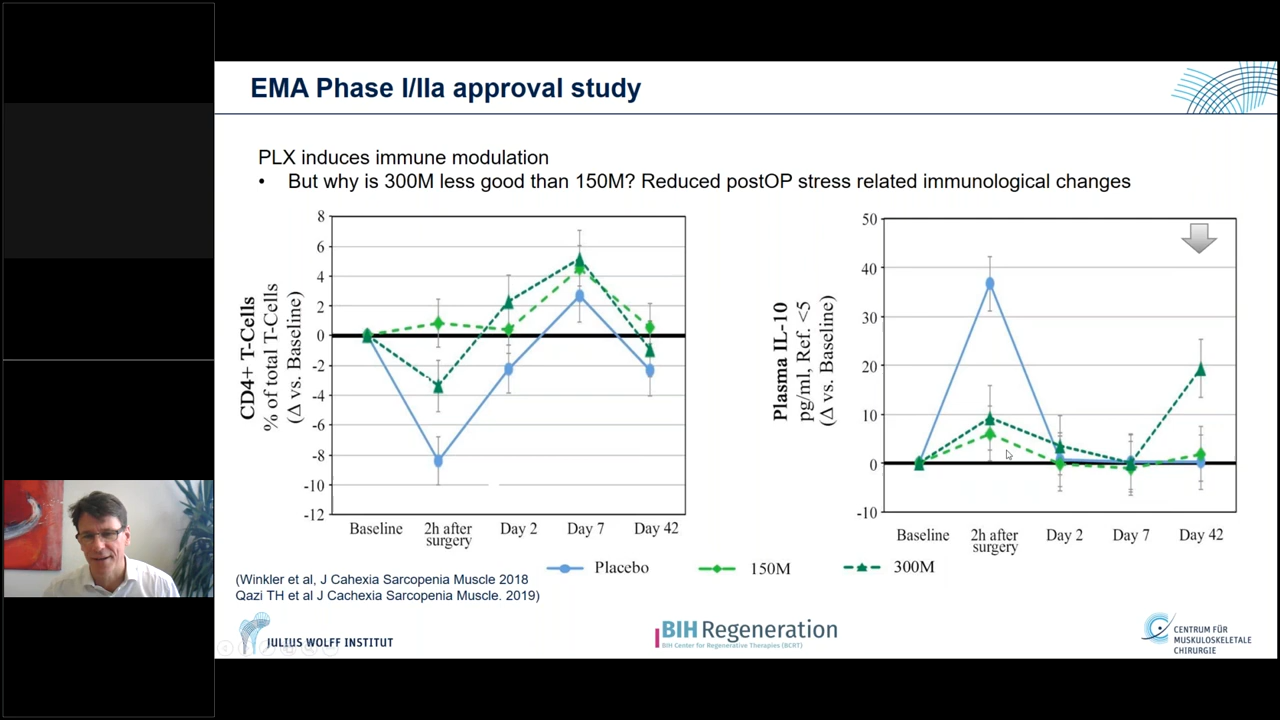 EMA Phase I/IIa approval study
PLX induces immune modulation
• But why is 300M less good than 150M? Reduced postOP stress related immunological changes
CD4+ T-Cells
% of total T-Cells
(Δ vs. Baseline)
8
6
4
2
0
-2
-4
-6
-8
-10
-12
Baseline
2h after
surgery
Day 2
Day 7
Day 42
Plasma IL-10
pg/ml, Ref. <5
(Δ vs. Baseline)
50
40
30
20
10
0
-10
Baseline
2h after
surgery
Day 2
Day 7
Day 42
Placebo
150M
300M
(Winkler et al, J Cahexia Sarcopenia Muscle 2018
Qazi TH et al J Cachexia Sarcopenia Muscle. 2019)
JULIUS WOLFF INSTITUT
BIH Regeneration
BIH Center for Regenerative Therapies (BCRT)
CENTRUM FÜR
MUSKULOSKELETALE
CHIRURGIE